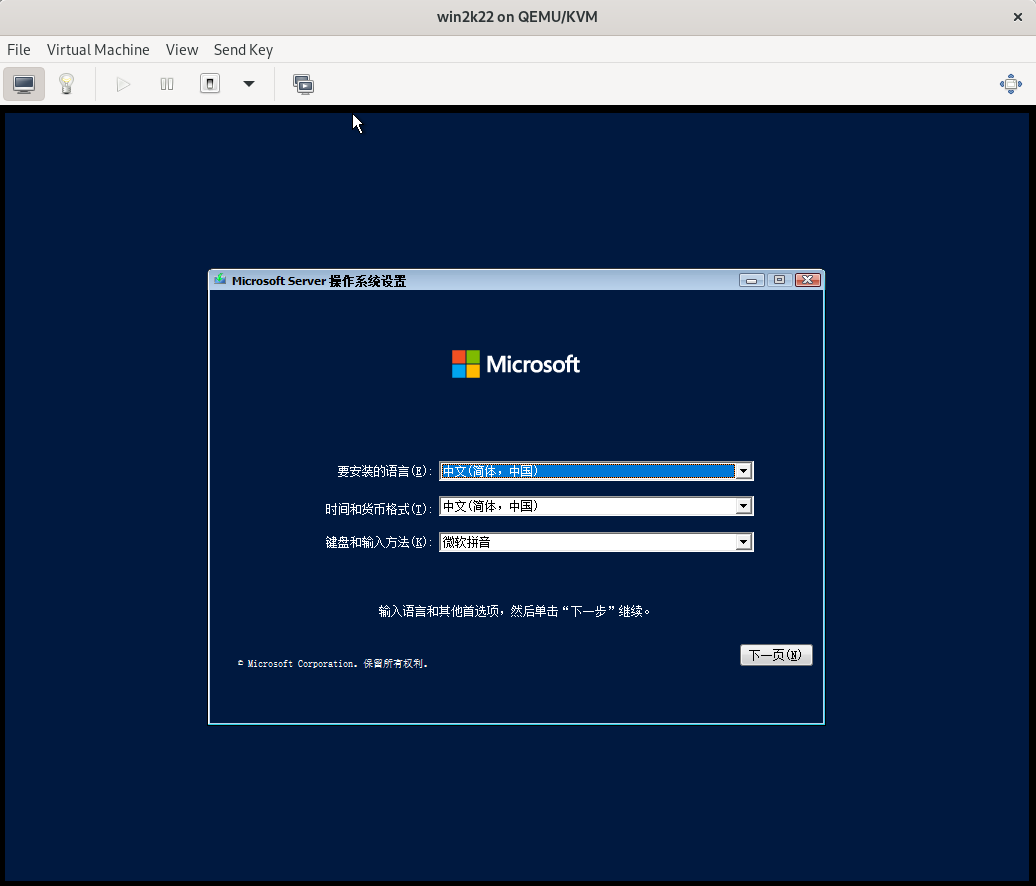 win2k22 on QEMU/KVM
File Virtual Machine View Send Key
Microsoft Server 操作系统设置
Microsoft
要安装的语言(E): 中文(简体，中国)
时间和货币格式(T): 中文(简体，中国)
键盘和输入方法(K): 微软拼音
输入语言和其他首选项，然后单击“下一步”继续。
© Microsoft Corporation. 保留所有权利.
下一页(N)